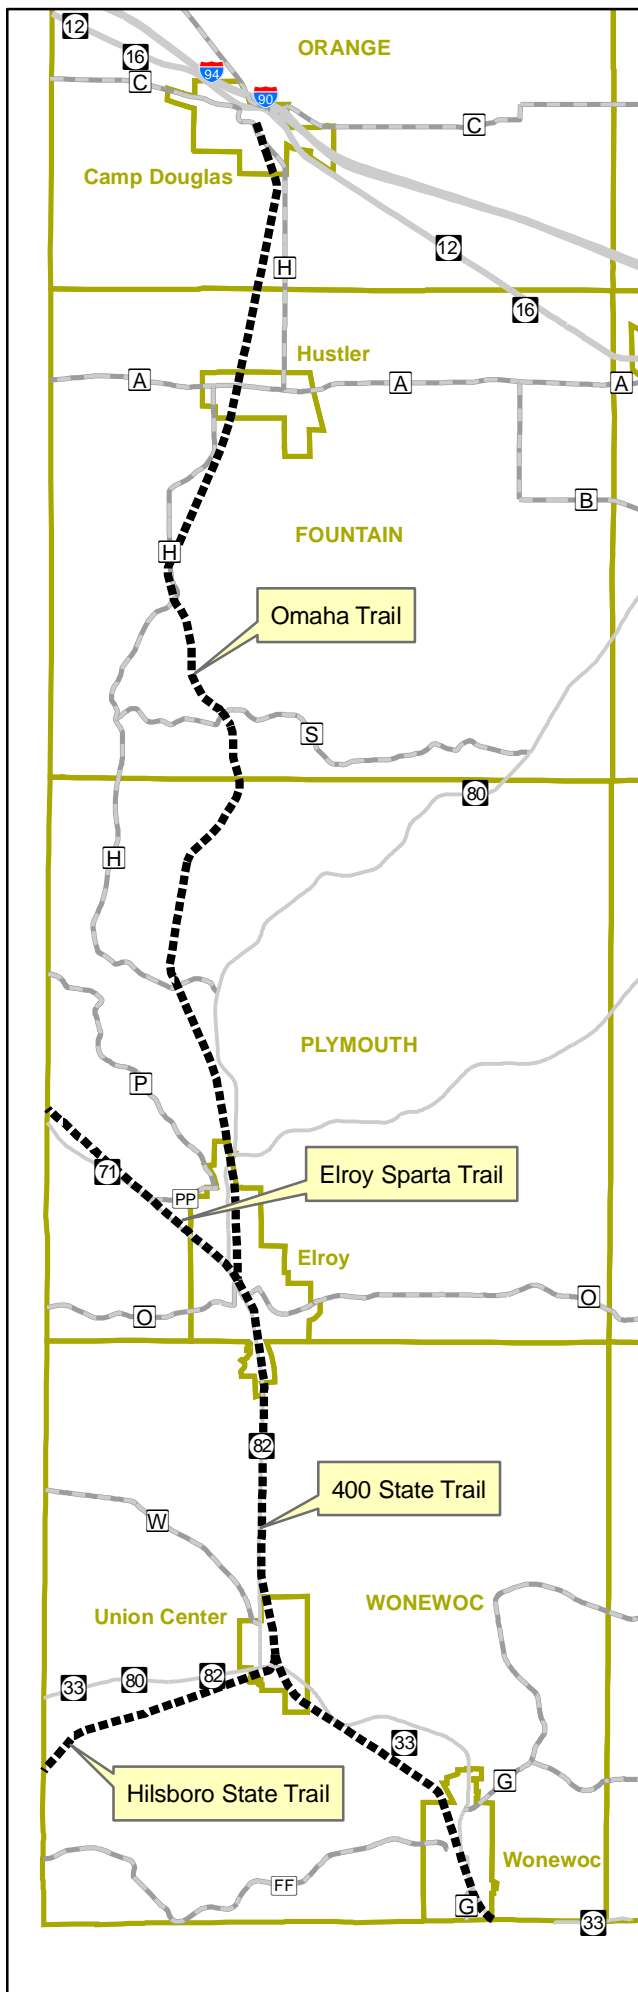 12
ORANGE
16
94
C
90
C
Camp Douglas
12
H
16
Hustler
A
A
A
B
FOUNTAIN
H
Omaha Trail
S
80
H
PLYMOUTH
P
71
Elroy Sparta Trail
PP
Elroy
O
O
82
400 State Trail
W
Union Center
WONEWOC
33
80
82
33
Hilsboro State Trail
G
Wonewoc
FF
G
33